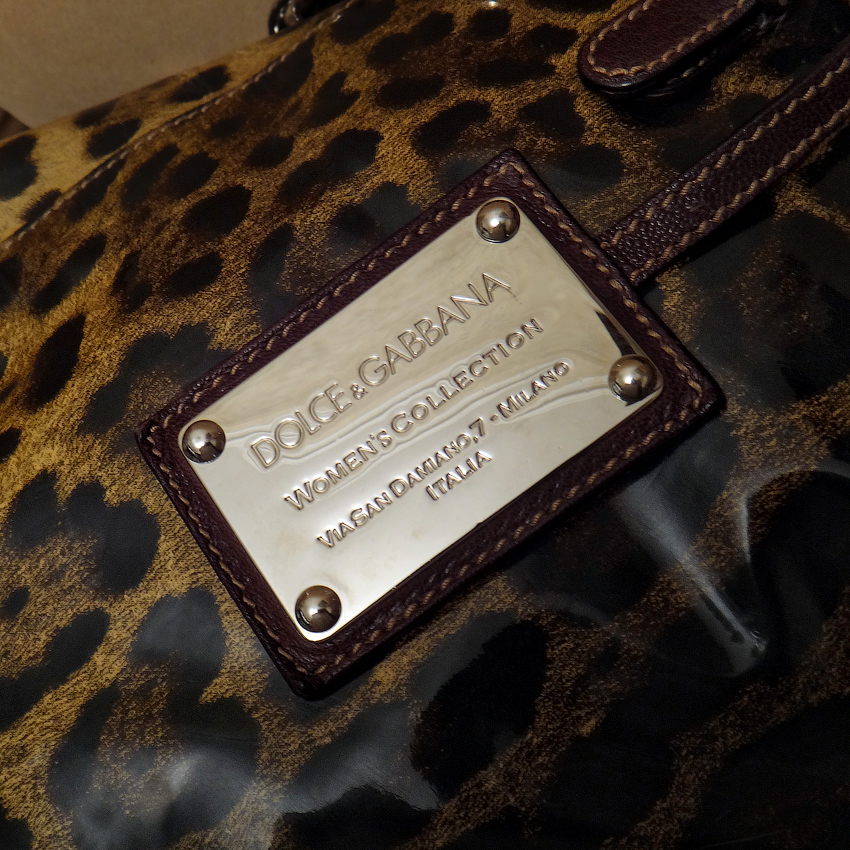 DOLCE & GABBANA
WOMEN'S COLLECTION
VIA SAN DAMIANO,7 - MILANO
ITALIA